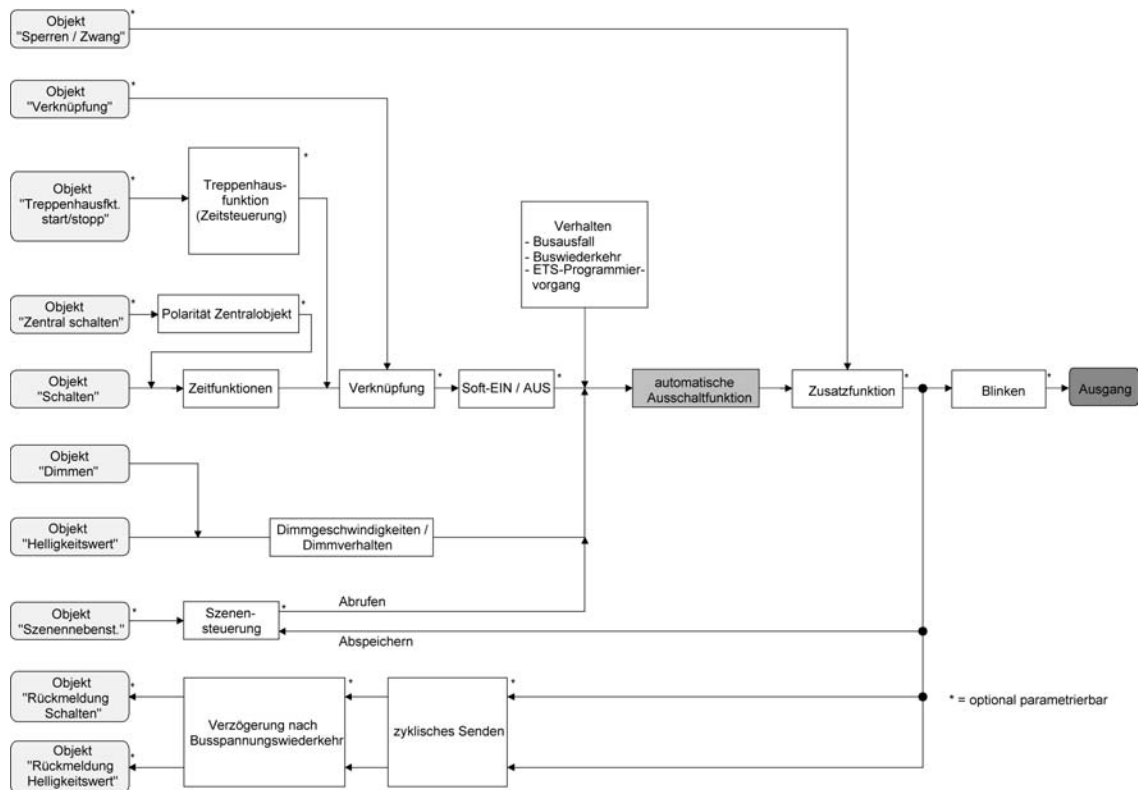 Objekt
"Sperren / Zwang"
*
Objekt
"Verknüpfung"
*
Objekt
"Treppenhausfkt.
start/stopp"
*
Treppenhaus-
funktion
(Zeitsteuerung)
*
Verhalten
- Busausfall
- Buswiederkehr
- ETS-Programmier-
vorgang
Objekt
"Zentral schalten"
*
Polarität Zentralobjekt
*
Objekt
"Schalten"
Zeitfunktionen
Verknüpfung
*
Soft-EIN / AUS
*
automatische
Ausschaltfunktion
Zusatzfunktion
*
Blinken
*
Ausgang
Objekt
"Dimmen"
Objekt
"Helligkeitswert"
Dimmgeschwindigkeiten /
Dimmverhalten
Objekt
"Szenennebenst."
*
Szenen-
steuerung
*
Abrufen
Abspeichern
Objekt
"Rückmeldung
Schalten"
*
Verzögerung nach
Busspannungswiederkehr
*
zyklisches Senden
*
* = optional parametrierbar
Objekt
"Rückmeldung
Helligkeitswert"
*